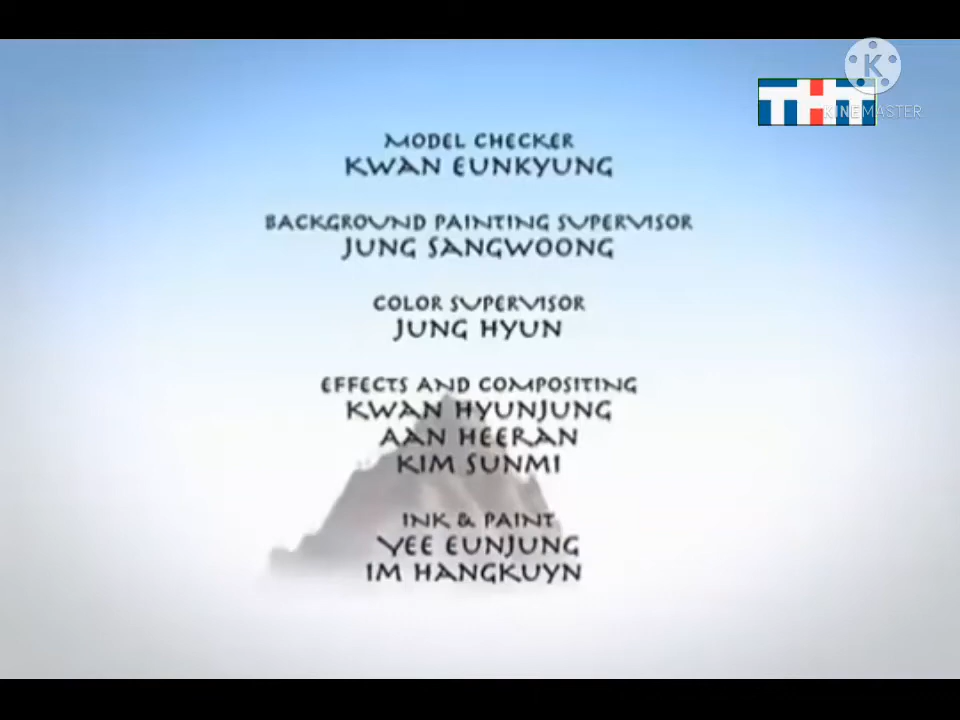 K
THT
KINEMASTER
MODEL CHECKER
KWAN EUNKYUNG
BACKGROUND PAINTING SUPERVISOR
JUNG SANGWOONG
COLOR SUPERVISOR
JUNG HYUN
EFFECTS AND COMPOSITING
KWAN HYUNJUNG
AAN HEERAN
KIM SUNMI
INK & PAINT
YEE EUNJUNG
IM HANGKUYN